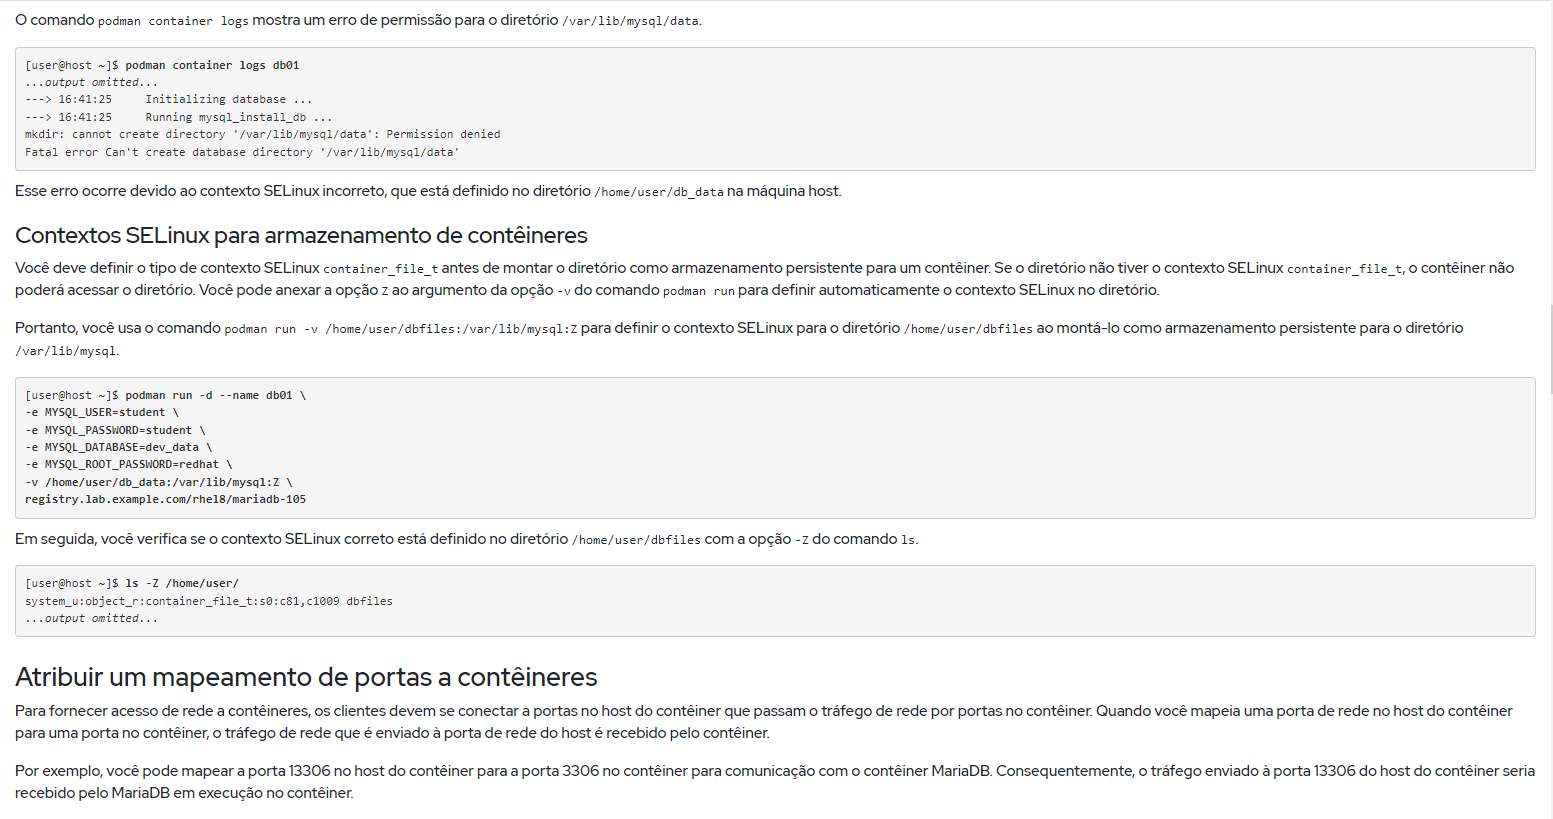 O comando podman container logs mostra um erro de permissão para o diretório /var/lib/mysql/data.
[user@host ~]$ podman container logs db01
...output omitted...
---> 16:41:25     Initializing database ...
---> 16:41:25     Running mysql_install_db ...
mkdir: cannot create directory '/var/lib/mysql/data': Permission denied
Fatal error Can't create database directory '/var/lib/mysql/data'
Esse erro ocorre devido ao contexto SELinux incorreto, que está definido no diretório /home/user/db_data na máquina host.
Contextos SELinux para armazenamento de contêineres
Você deve definir o tipo de contexto SELinux container_file_t antes de montar o diretório como armazenamento persistente para um contêiner. Se o diretório não tiver o contexto SELinux container_file_t, o contêiner não
poderá acessar o diretório. Você pode anexar a opção Z ao argumento da opção -v do comando podman run para definir automaticamente o contexto SELinux no diretório.
Portanto, você usa o comando podman run -v /home/user/dbfiles:/var/lib/mysql:Z para definir o contexto SELinux para o diretório /home/user/dbfiles ao montá-lo como armazenamento persistente para o diretório
/var/lib/mysql.
[user@host ~]$ podman run -d --name db01 \
-e MYSQL_USER=student \
-e MYSQL_PASSWORD=student \
-e MYSQL_DATABASE=dev_data \
-e MYSQL_ROOT_PASSWORD=redhat \
-v /home/user/db_data:/var/lib/mysql:Z \
registry.lab.example.com/rhel8/mariadb-105
Em seguida, você verifica se o contexto SELinux correto está definido no diretório /home/user/dbfiles com a opção -Z do comando ls.
[user@host ~]$ ls -Z /home/user/
system_u:object_r:container_file_t:s0:c81,c1009 dbfiles
...output omitted...
Atribuir um mapeamento de portas a contêineres
Para fornecer acesso de rede a contêineres, os clientes devem se conectar a portas no host do contêiner que passam o tráfego de rede por portas no contêiner. Quando você mapeia uma porta de rede no host do contêiner
para uma porta no contêiner, o tráfego de rede que é enviado à porta de rede do host é recebido pelo contêiner.
Por exemplo, você pode mapear a porta 13306 no host do contêiner para a porta 3306 no contêiner para comunicação com o contêiner MariaDB. Consequentemente, o tráfego enviado à porta 13306 do host do contêiner seria
recebido pelo MariaDB em execução no contêiner.